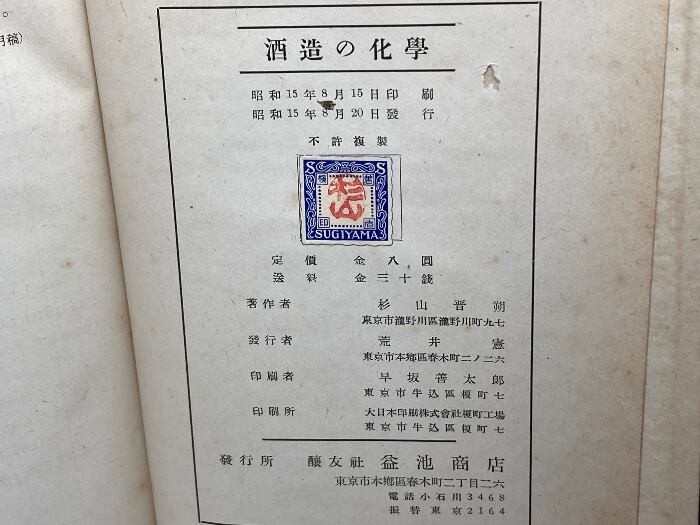 。
月稿)
酒造の化學
昭和15年8月15日印 刷
昭和15年8月20日發 行
不許複製
S S
杉山
SUGIYAMA
定 價 金 八 圓
送 料 金三十錢
著作者 杉 山 晋 朔
東京市瀧野川區瀧野川町九七
發行者 荒 井 憲
東京市本鄕區春木町二ノ二六
印刷者 早坂善太郎
東京市牛込區榎町七
印刷所 大日本印刷株式會社榎町工場
東京市牛込區榎町七
發行所 釀友社 益池商店
東京市本鄕區春木町二丁目二六
電話小石川3468
振替東京2164